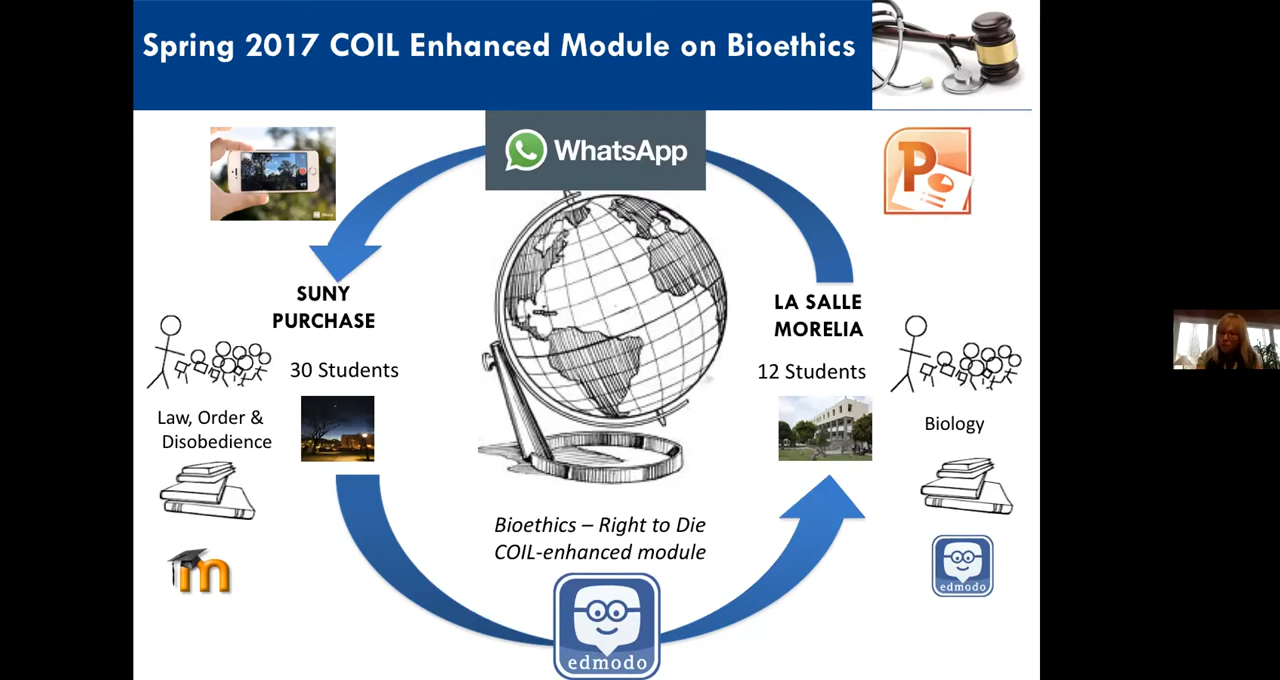 Spring 2017 COIL Enhanced Module on Bioethics
WhatsApp
P
SUNY
PURCHASE
30 Students
Law, Order &
Disobedience
m
LA SALLE
MORELIA
12 Students
Biology
edmodo
Bioethics – Right to Die
COIL-enhanced module
edmodo